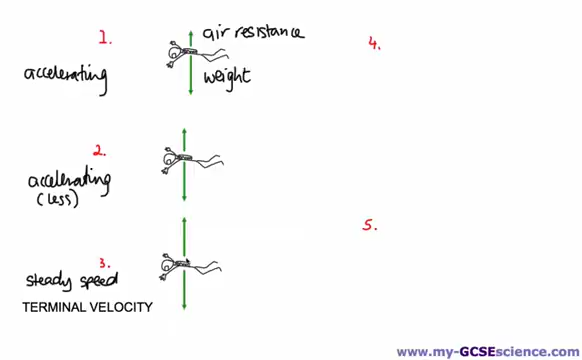 1.
air resistance
accelerating
weight
2.
accelerating
(less)
3.
steady speed
TERMINAL VELOCITY
4.
5.
www.my-GCSEscience.com